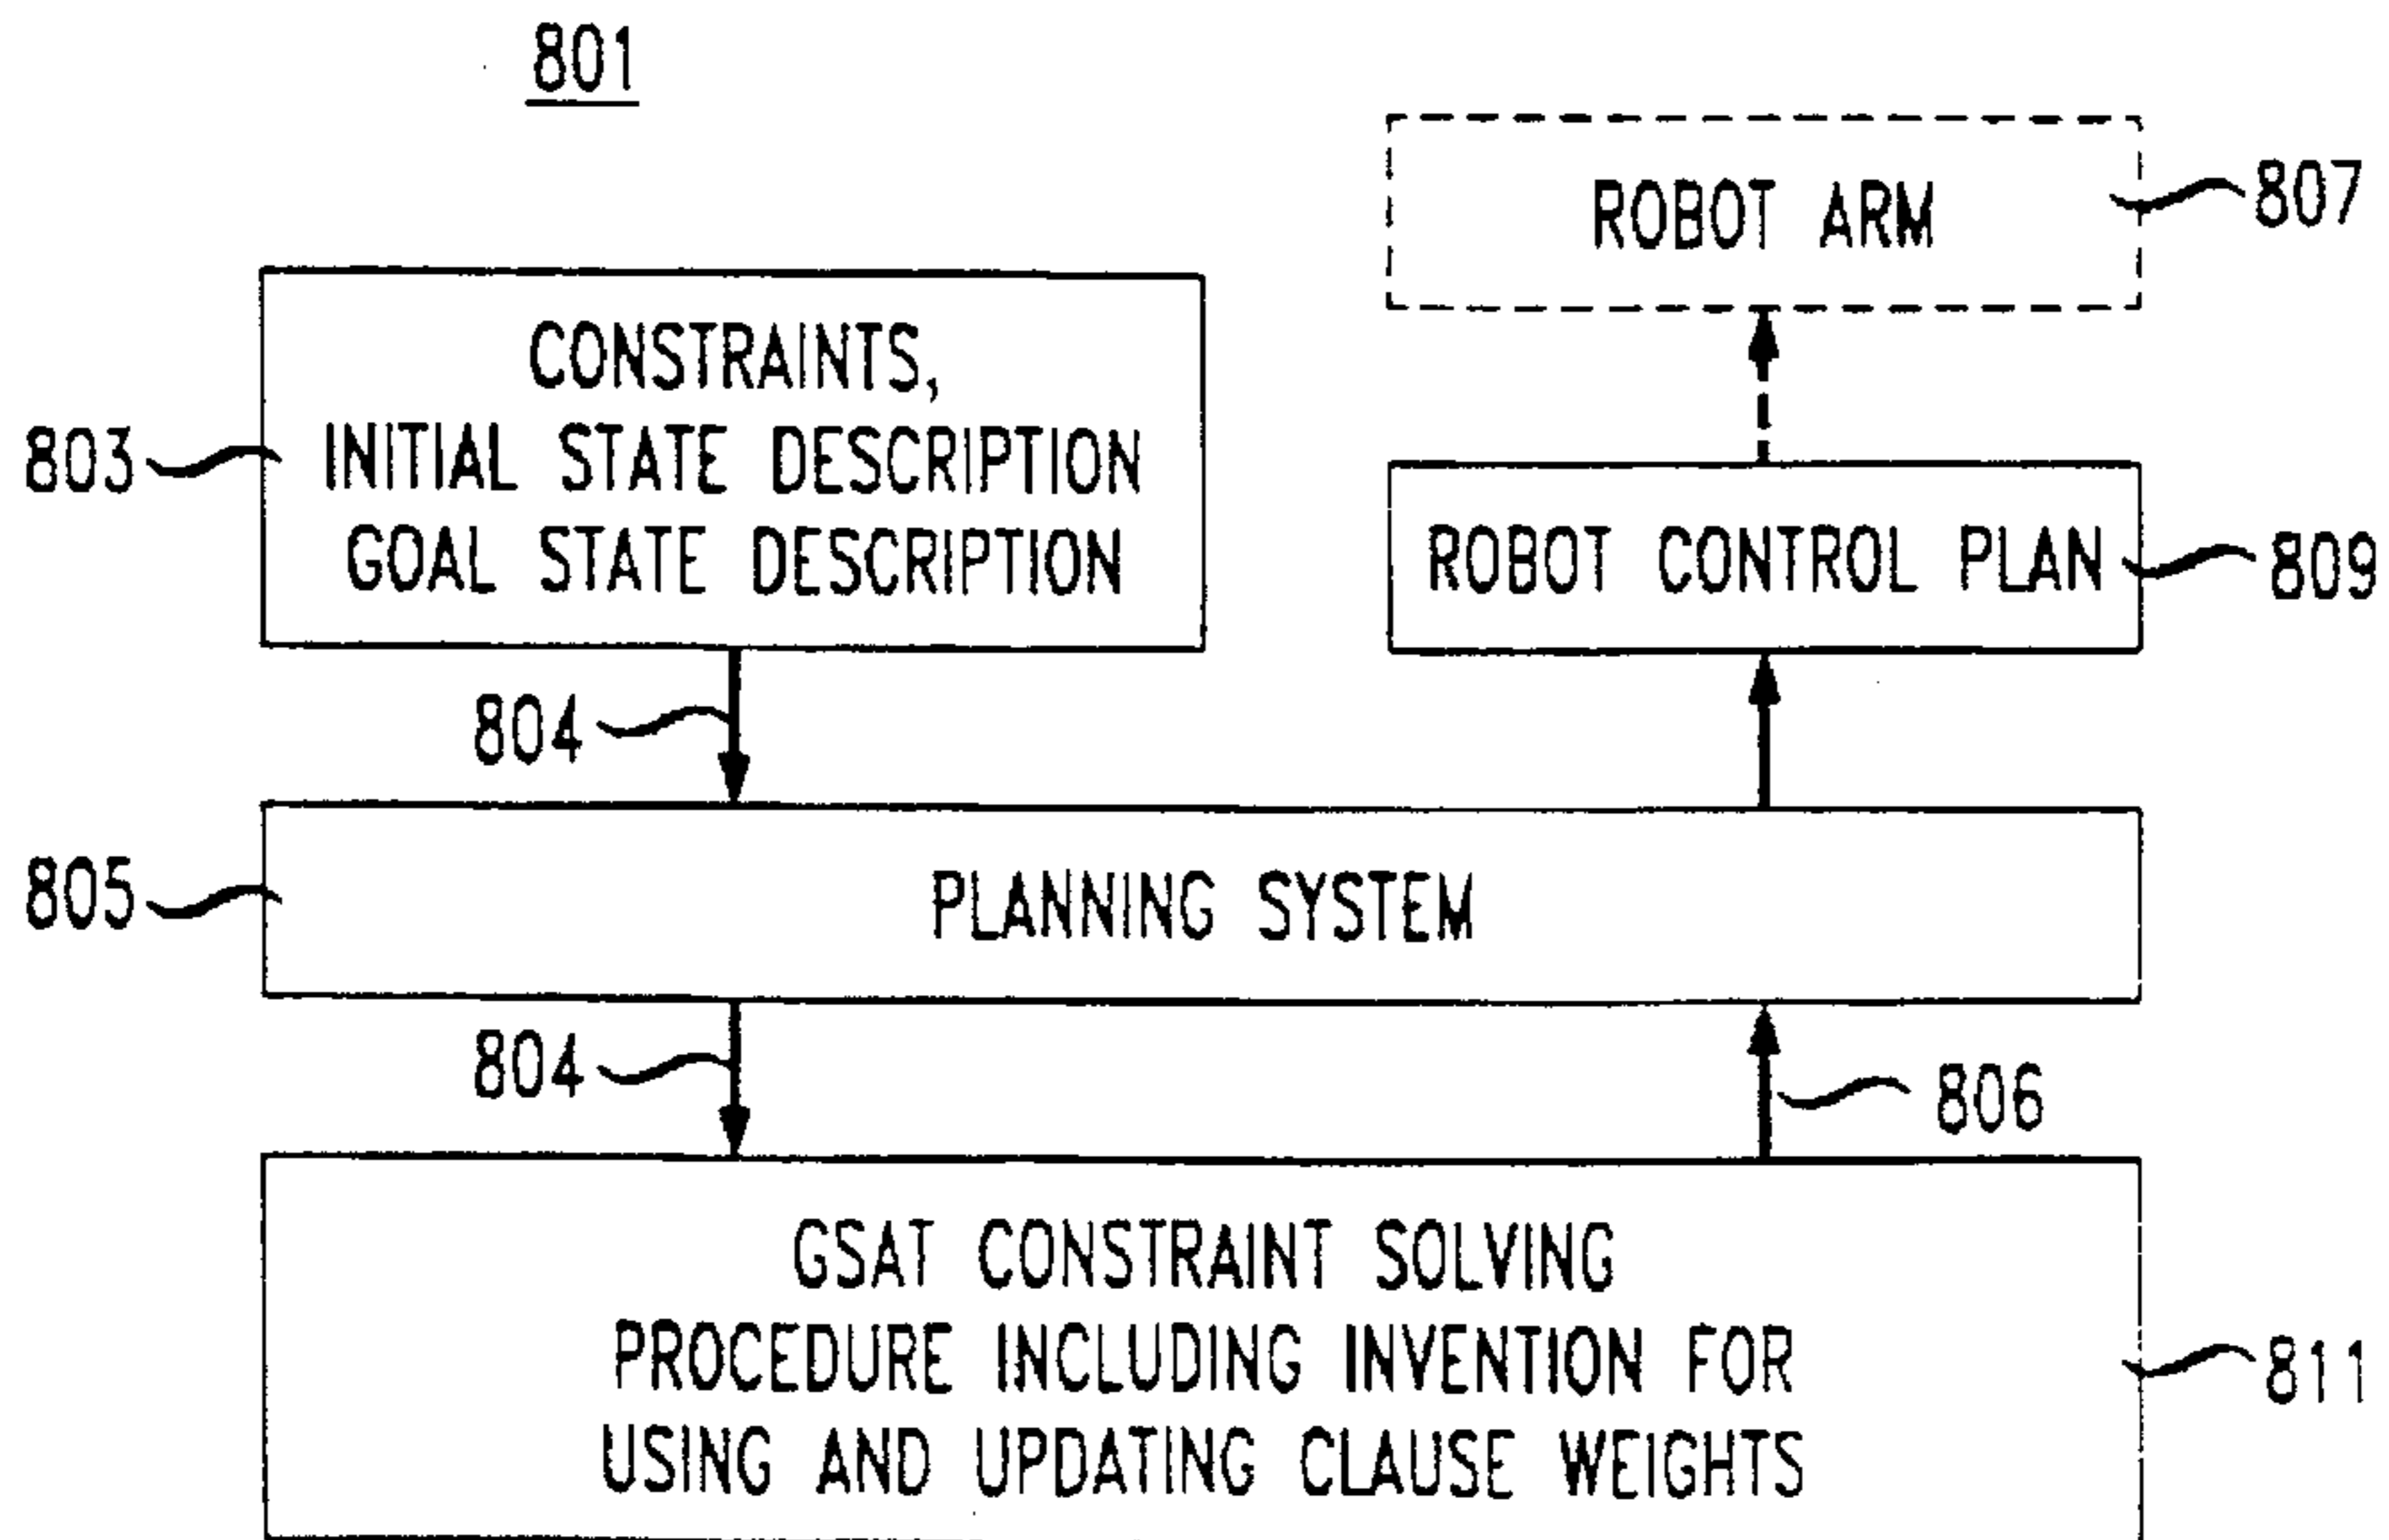 801
ROBOT ARM
807
CONSTRAINTS,
INITIAL STATE DESCRIPTION
GOAL STATE DESCRIPTION
803
ROBOT CONTROL PLAN
809
804
805
PLANNING SYSTEM
804
806
GSAT CONSTRAINT SOLVING
PROCEDURE INCLUDING INVENTION FOR
USING AND UPDATING CLAUSE WEIGHTS
811